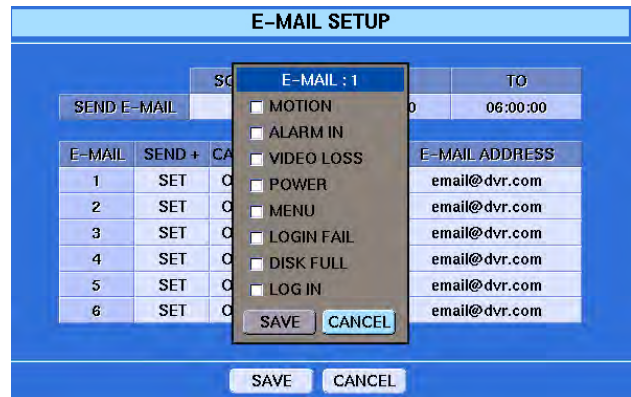 E-MAIL SETUP
E-MAIL : 1
TO
SEND E-MAIL
06:00:00
MOTION
ALARM IN
VIDEO LOSS
POWER
MENU
LOGIN FAIL
DISK FULL
LOG IN
SAVE CANCEL
E-MAIL SEND + E-MAIL ADDRESS
1 SET email@dvr.com
2 SET email@dvr.com
3 SET email@dvr.com
4 SET email@dvr.com
5 SET email@dvr.com
6 SET email@dvr.com
SAVE CANCEL